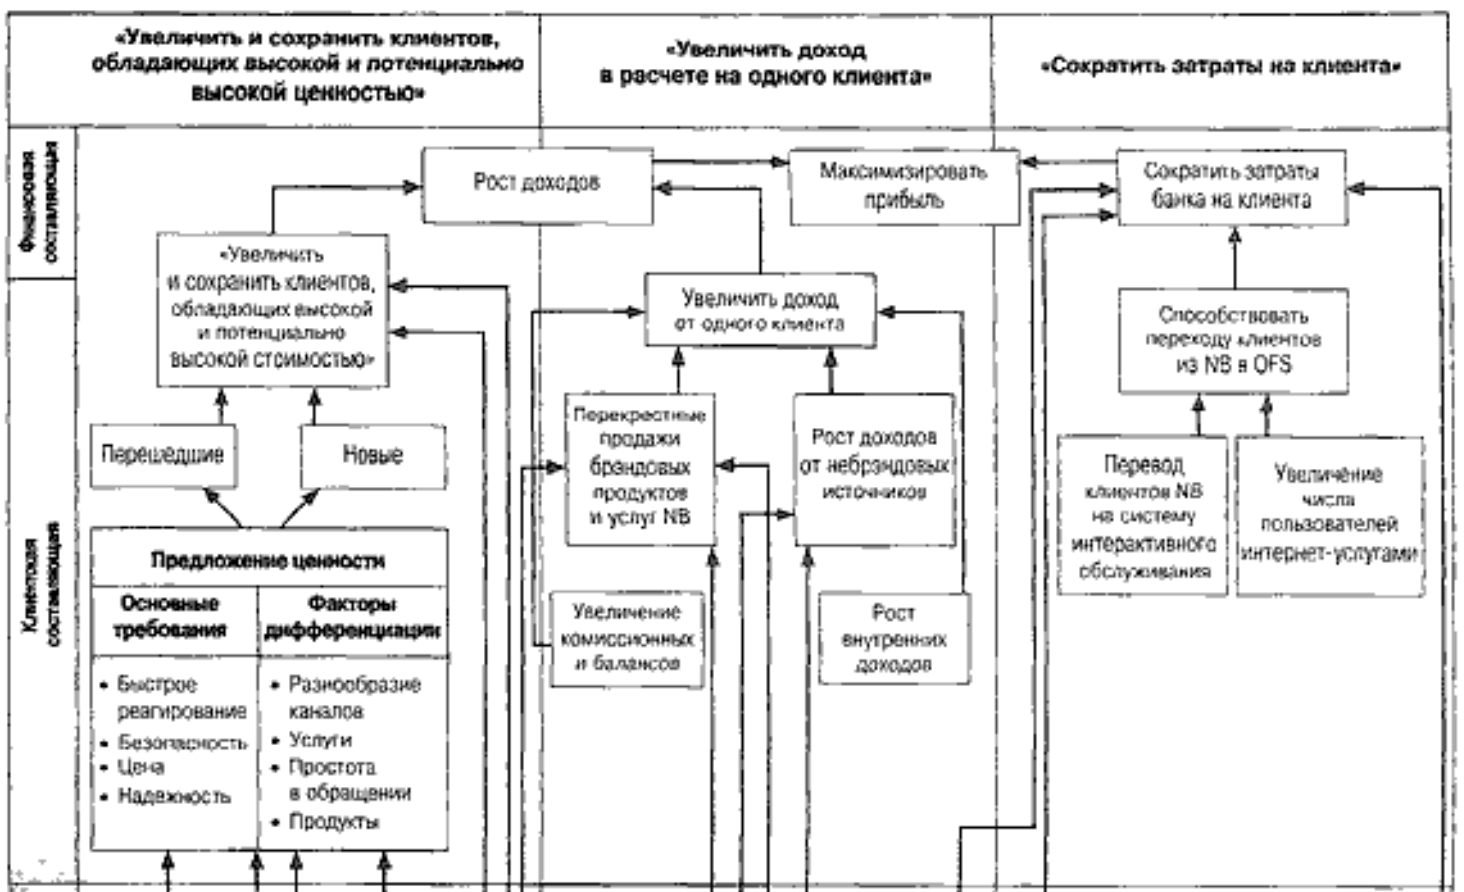 «Увеличить и сохранить клиентов,
обладающих высокой и потенциально
высокой ценностью»
«Увеличить доход
в расчете на одного клиента»
«Сократить затраты на клиента»
Финансовая
составляющая
Рост доходов
Максимизировать
прибыль
Сократить затраты
банка на клиента
«Увеличить
и сохранить клиентов,
обладающих высокой
и потенциально
высокой стоимостью»
Увеличить доход
от одного клиента
Способствовать
переходу клиентов
из NB в OFS
Клиентская
составляющая
Перешедшие
Новые
Перекрестные
продажи
брэндовых
продуктов
и услуг NB
Рост доходов
от небрэндовых
источников
Перевод
клиентов NB
на систему
интерактивного
обслуживания
Увеличение
числа
пользователей
интернет-услугами
Предложение ценности
Основные
требования
Факторы
дифференциации
• Быстрое
реагирование
• Безопасность
• Цена
• Надежность
• Разнообразие
каналов
• Услуги
• Простота
в обращении
• Продукты
Увеличение
комиссионных
и балансов
Рост
внутренних
доходов